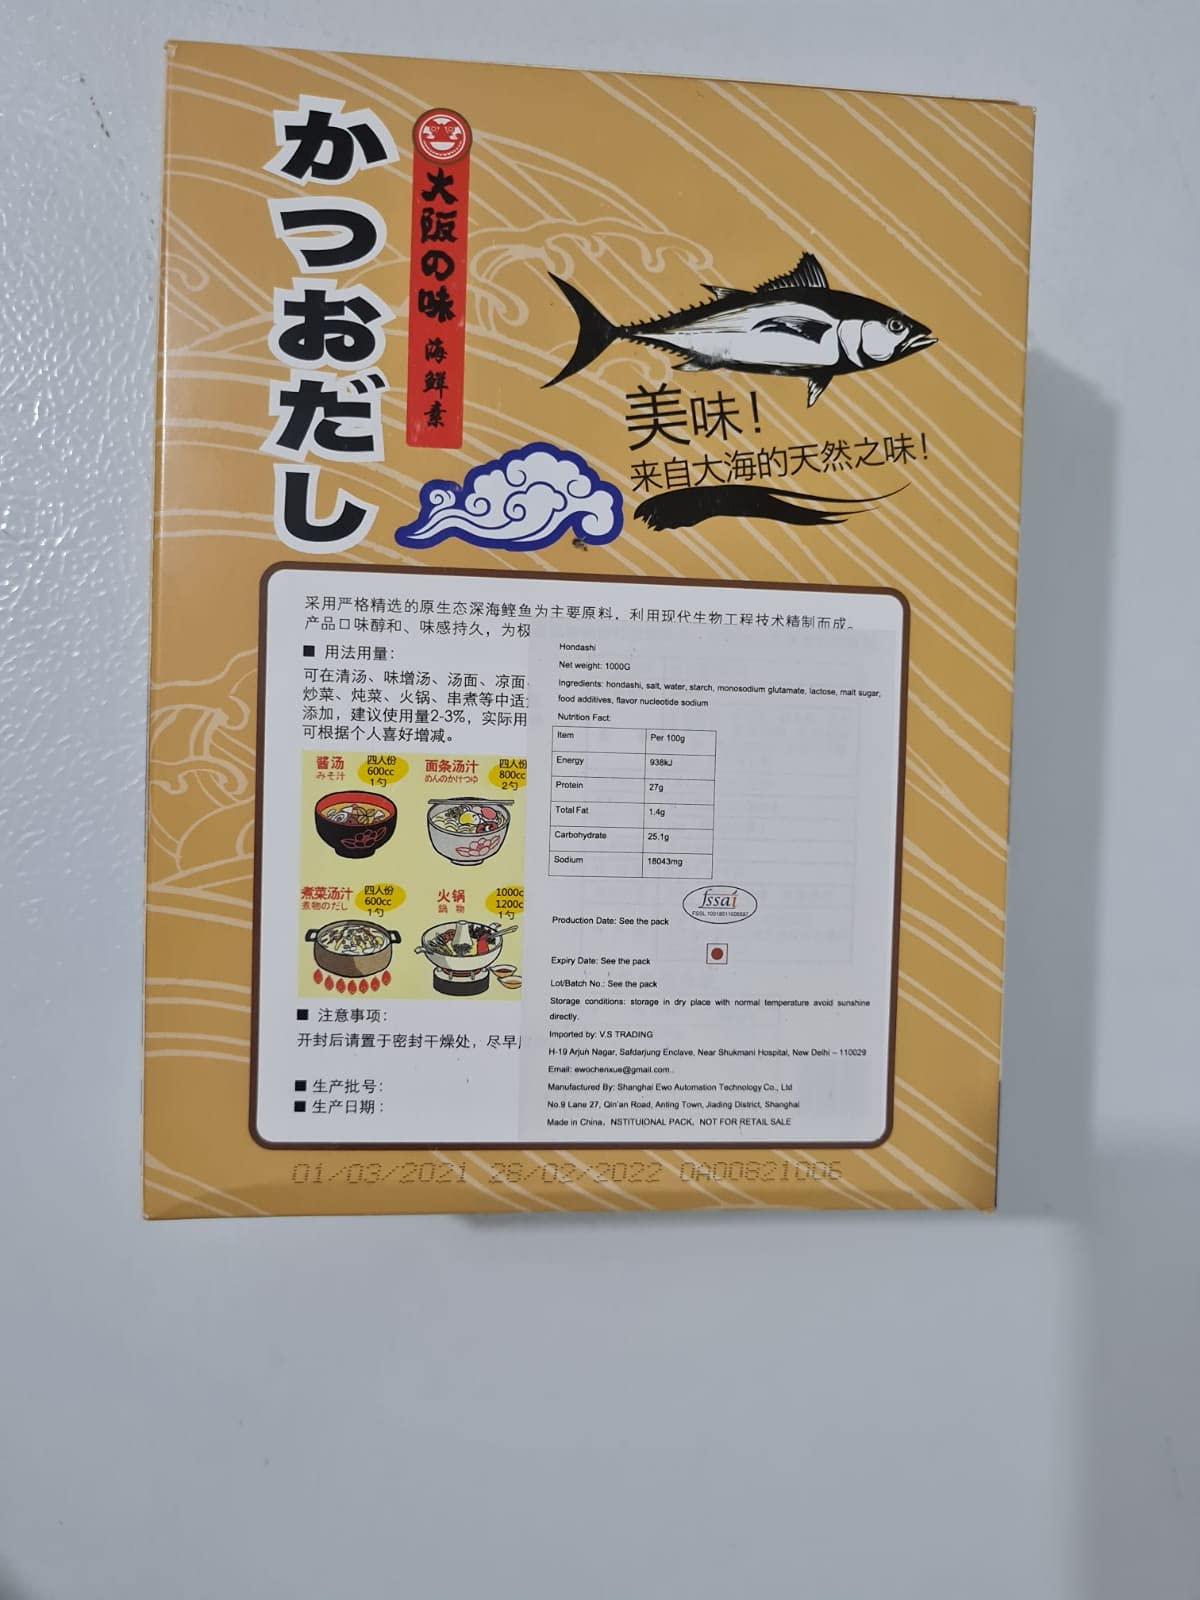 かつおだし
大阪の味 海鮮素
美味!
来自大海的天然之味!
采用严格精选的原生态深海鲣鱼为主要原料，利用现代生物工程技术精制而成。
产品口味醇和、味感持久，为极
■ 用法用量:
可在清汤、味增汤、汤面、凉面
炒菜、炖菜、火锅、串煮等中适
添加，建议使用量2-3%，实际用
可根据个人喜好增减。
酱汤
みそ汁
四人份
600cc
1勺
面条汤汁
めんのかけつゆ
四人份
800cc
2勺
煮菜汤汁
煮物のだし
四人份
600cc
1勺
火锅
鍋 物
1000c
1200c
1勺
■ 注意事项:
开封后请置于密封干燥处，尽早
■ 生产批号:
■ 生产日期:
Hondashi
Net weight: 1000G
Ingredients: hondashi, salt, water, starch, monosodium glutamate, lactose, malt sugar,
food additives, flavor nucleotide sodium
Nutrition Fact:
Item Per 100g
Energy 938kJ
Protein 27g
Total Fat 1.4g
Carbohydrate 25.1g
Sodium 18043mg
fssai
Production Date: See the pack
Expiry Date: See the pack
Lot/Batch No.: See the pack
Storage conditions: storage in dry place with normal temperature avoid sunshine
directly.
Imported by: V.S TRADING
H-19 Arjun Nagar, Safdarjung Enclave, Near Shukmani Hospital, New Delhi – 110029
Email: ewochenxue@gmail.com..
Manufactured By: Shanghai Ewo Automation Technology Co., Ltd
No.9 Lane 27, Qin'an Road, Anting Town, Jiading District, Shanghai
Made in China, NSTITUIONAL PACK, NOT FOR RETAIL SALE
01/03/2021 28/02/2022 0A00821006